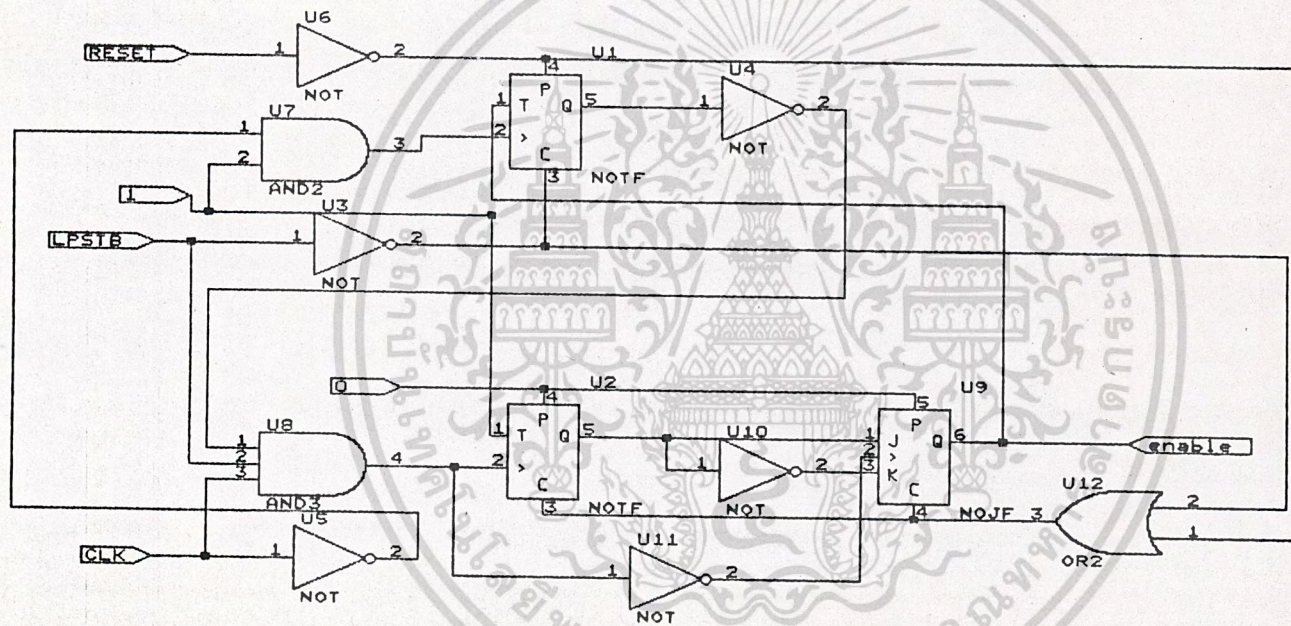 U6
RESET
1
2
NOT
U1
4
P
1
T
Q
5
2
>
C
3
NOTF
U4
1
2
NOT
U7
1
2
3
AND2
1
U3
LPSTB
1
2
NOT
0
U2
4
P
1
T
Q
5
2
>
C
3
NOTF
U9
5
P
1
J
Q
6
2
>
3
K
C
4
NOJF
enable
U8
1
2
3
4
AND3
U10
1
2
NOT
U12
2
3
1
OR2
CLK
U5
1
2
NOT
U11
1
2
NOT